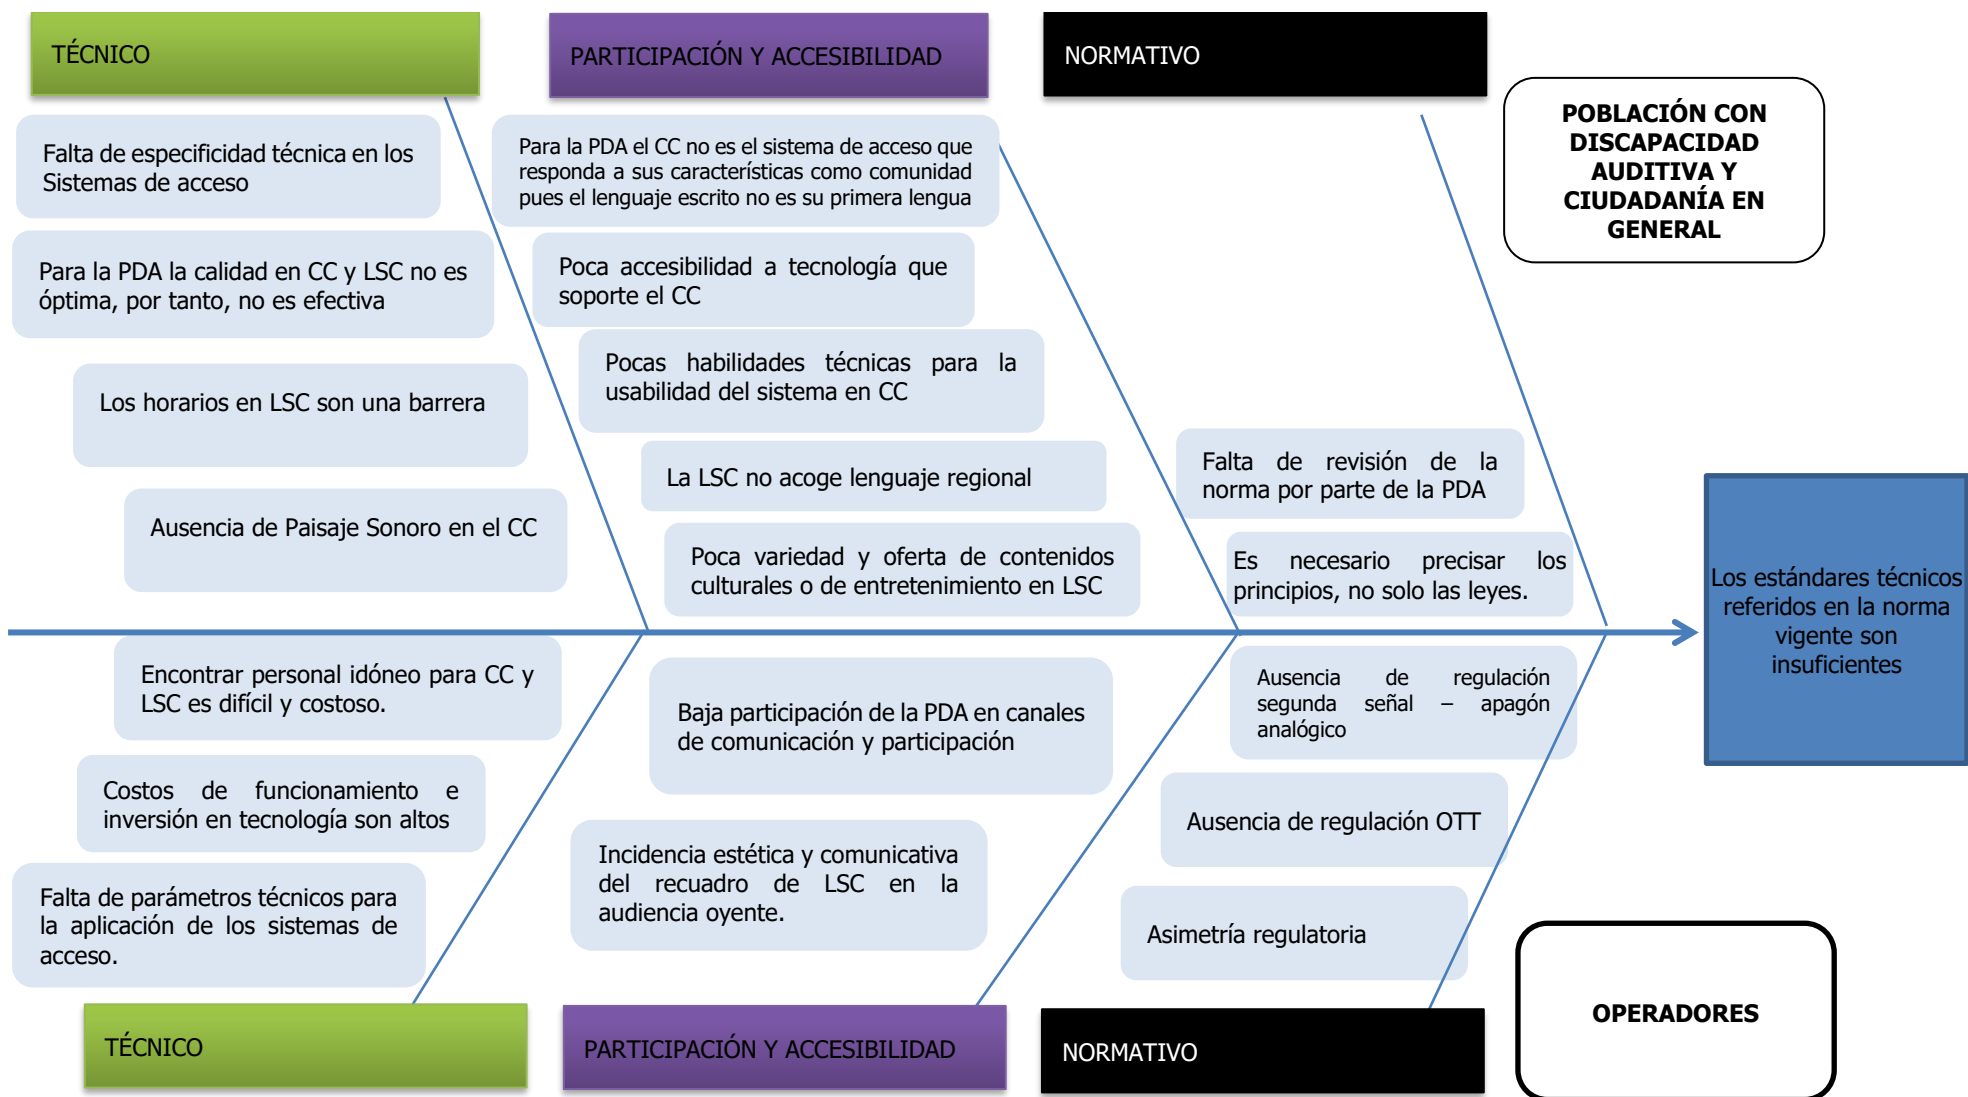 TÉCNICO
PARTICIPACIÓN Y ACCESIBILIDAD
NORMATIVO
POBLACIÓN CON
DISCAPACIDAD
AUDITIVA Y
CIUDADANÍA EN
GENERAL
Falta de especificidad técnica en los
Sistemas de acceso
Para la PDA la calidad en CC y LSC no es
óptima, por tanto, no es efectiva
Los horarios en LSC son una barrera
Ausencia de Paisaje Sonoro en el CC
Para la PDA el CC no es el sistema de acceso que
responda a sus características como comunidad
pues el lenguaje escrito no es su primera lengua
Poca accesibilidad a tecnología que
soporte el CC
Pocas habilidades técnicas para la
usabilidad del sistema en CC
La LSC no acoge lenguaje regional
Poca variedad y oferta de contenidos
culturales o de entretenimiento en LSC
Falta de revisión de la
norma por parte de la PDA
Es necesario precisar los
principios, no solo las leyes.
Los estándares técnicos
referidos en la norma
vigente son
insuficientes
Encontrar personal idóneo para CC y
LSC es difícil y costoso.
Costos de funcionamiento e
inversión en tecnología son altos
Falta de parámetros técnicos para
la aplicación de los sistemas de
acceso.
Baja participación de la PDA en canales
de comunicación y participación
Incidencia estética y comunicativa
del recuadro de LSC en la
audiencia oyente.
Ausencia de regulación
segunda señal – apagón
analógico
Ausencia de regulación OTT
Asimetría regulatoria
TÉCNICO
PARTICIPACIÓN Y ACCESIBILIDAD
NORMATIVO
OPERADORES